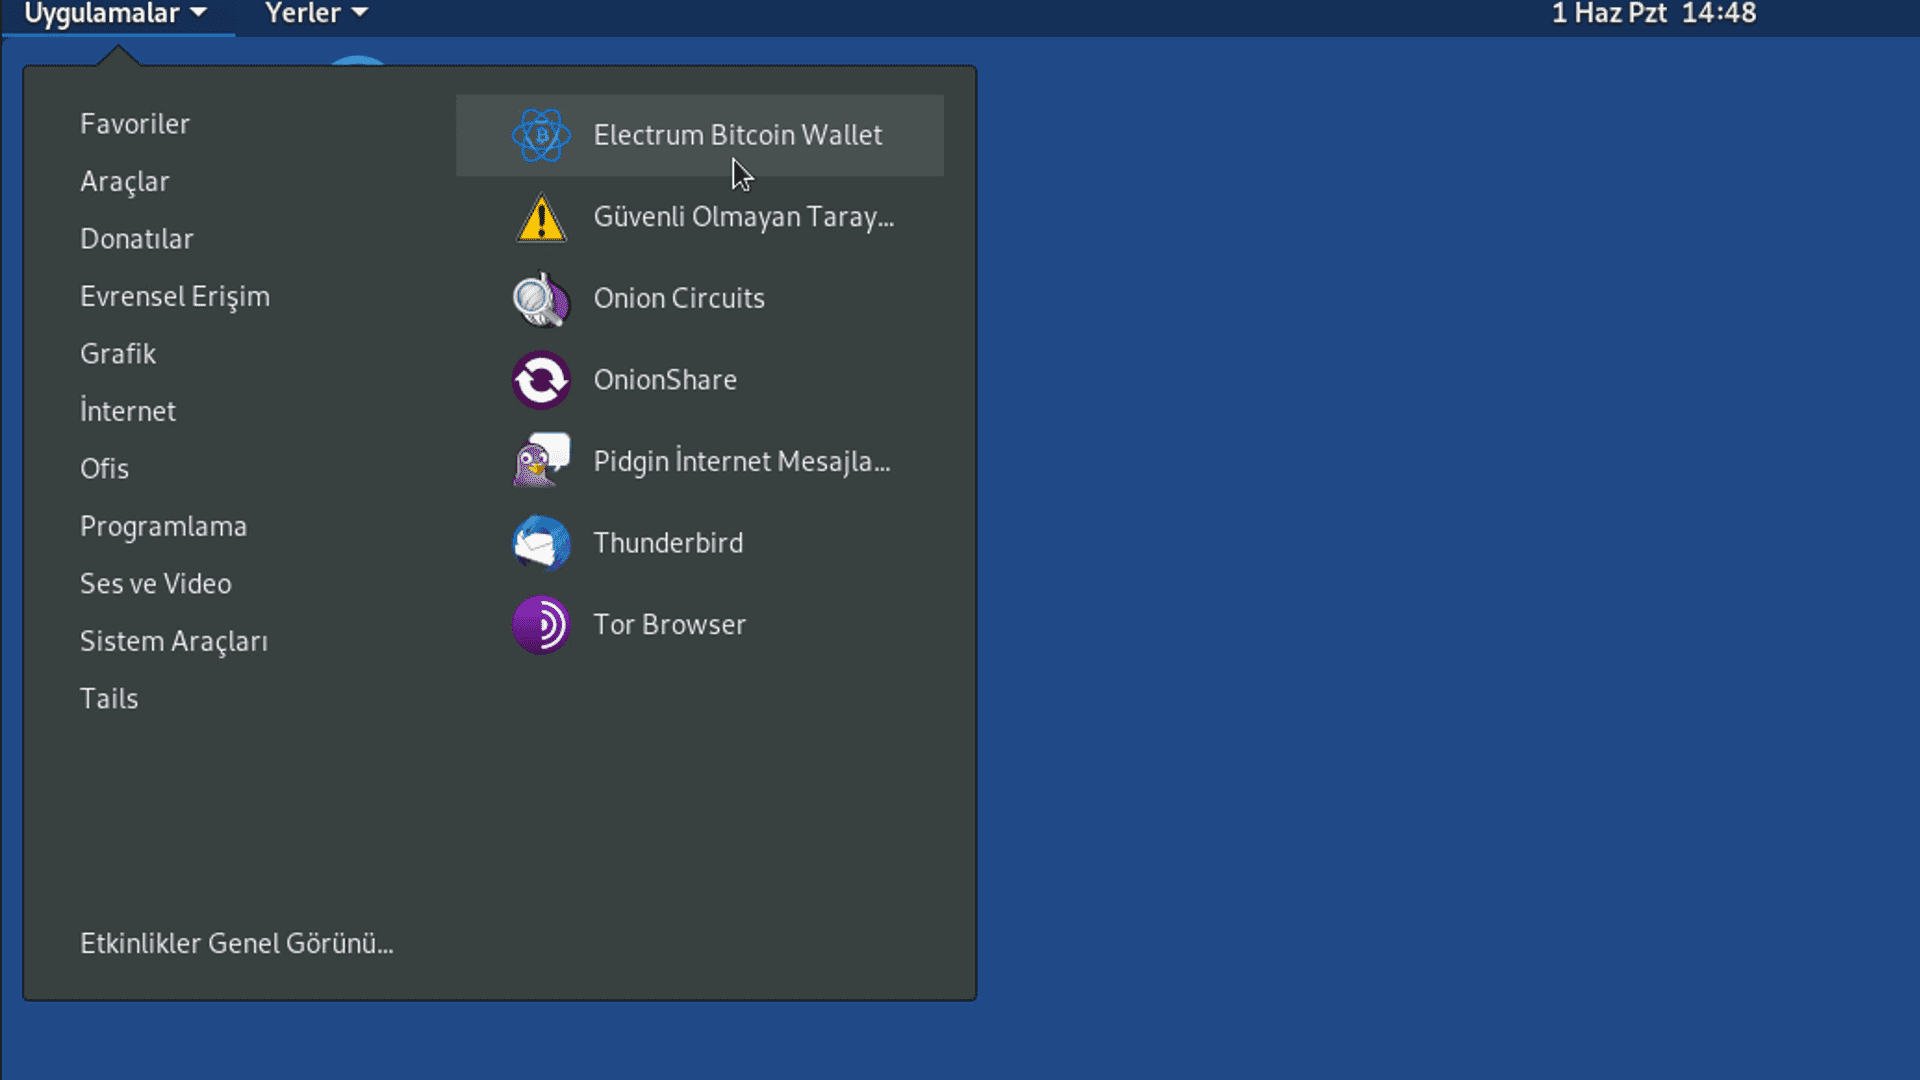 Uygulamalar Yerler 1 Haz Pzt 14:48
Favoriler
Araçlar
Donatılar
Evrensel Erişim
Grafik
İnternet
Ofis
Programlama
Ses ve Video
Sistem Araçları
Tails
Etkinlikler Genel Görünü...
Electrum Bitcoin Wallet
Güvenli Olmayan Taray...
Onion Circuits
OnionShare
Pidgin İnternet Mesajla...
Thunderbird
Tor Browser